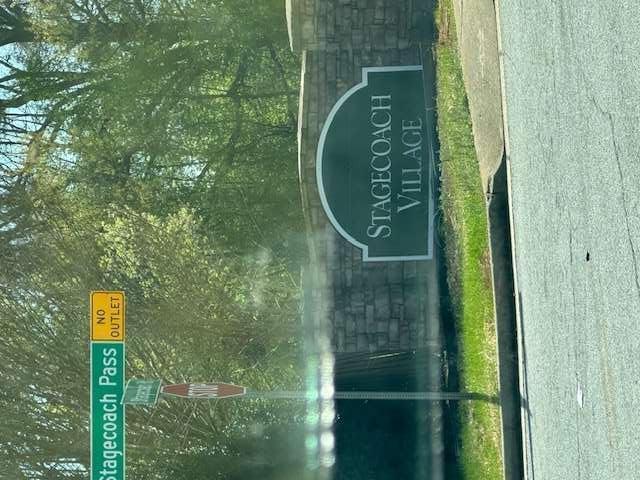 Stagecoach Pass
NO
OUTLET
STOP
STAGECOACH
VILLAGE